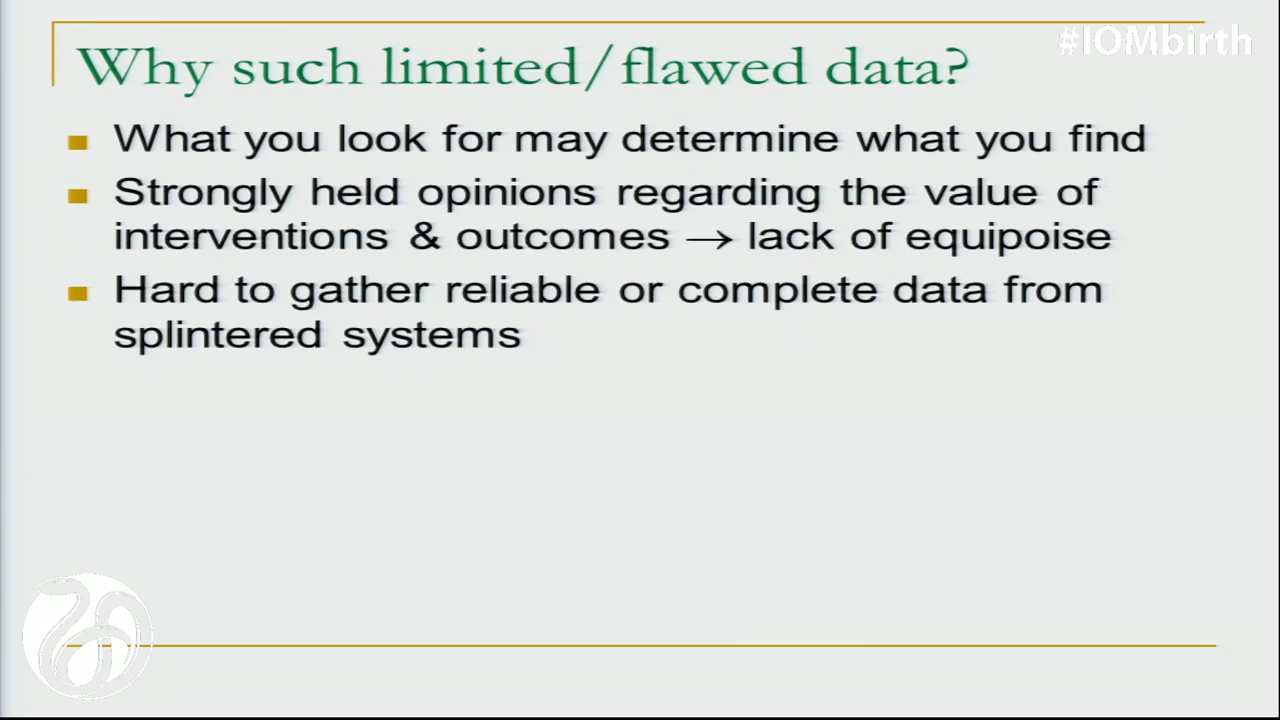 #IOMbirth
Why such limited/flawed data?
What you look for may determine what you find
Strongly held opinions regarding the value of
interventions & outcomes → lack of equipoise
Hard to gather reliable or complete data from
splintered systems